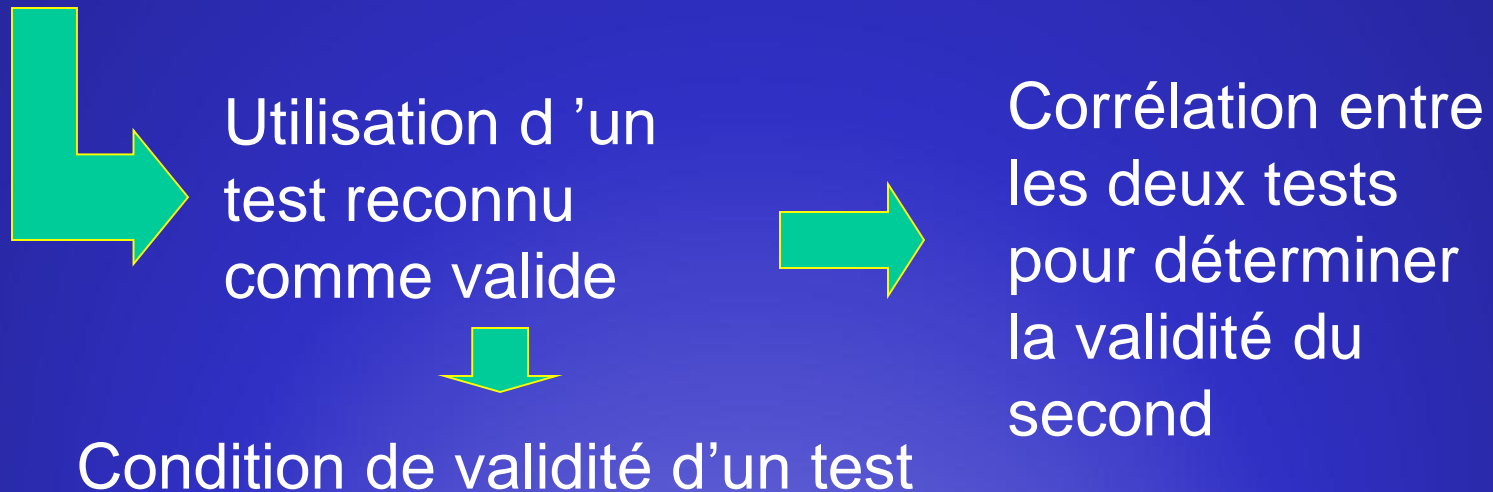 Utilisation d ’un
test reconnu
comme valide
Corrélation entre
les deux tests
pour déterminer
la validité du
second
Condition de validité d’un test